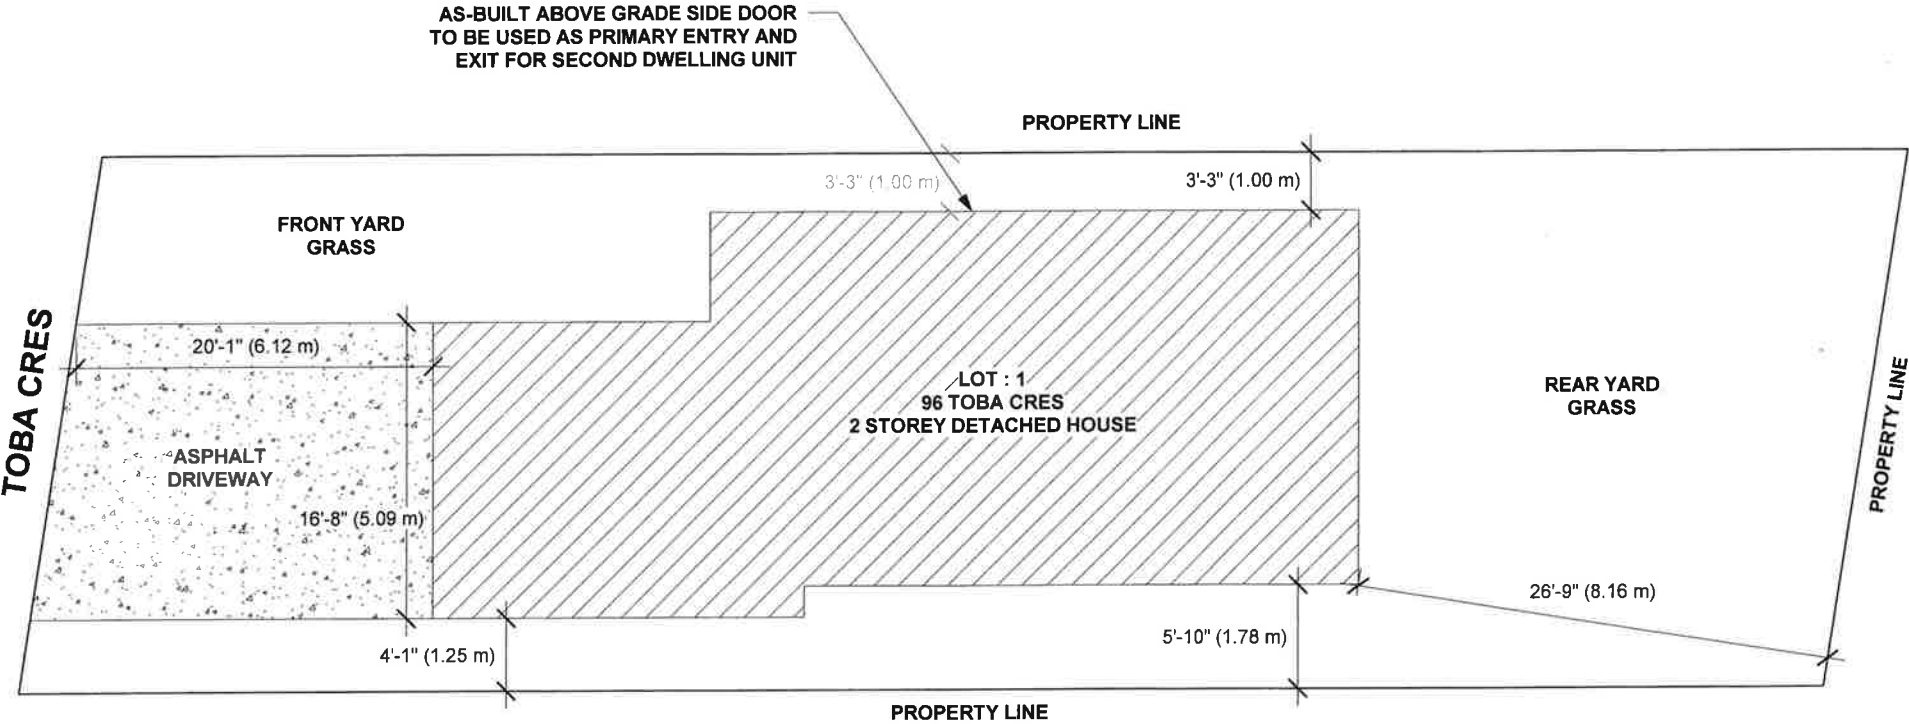 AS-BUILT ABOVE GRADE SIDE DOOR
TO BE USED AS PRIMARY ENTRY AND
EXIT FOR SECOND DWELLING UNIT
PROPERTY LINE
3'-3" (1.00 m)
3'-3" (1.00 m)
FRONT YARD
GRASS
TOBA CRES
20'-1" (6.12 m)
LOT : 1
96 TOBA CRES
2 STOREY DETACHED HOUSE
REAR YARD
GRASS
PROPERTY LINE
ASPHALT
DRIVEWAY
16'-8" (5.09 m)
26'-9" (8.16 m)
4'-1" (1.25 m)
5'-10" (1.78 m)
PROPERTY LINE